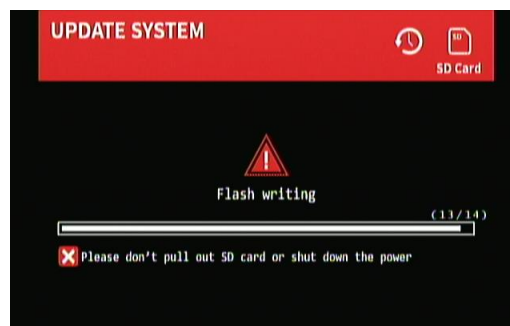 UPDATE SYSTEM
SD
SD Card
Flash writing
(13/14)
Please don't pull out SD card or shut down the power